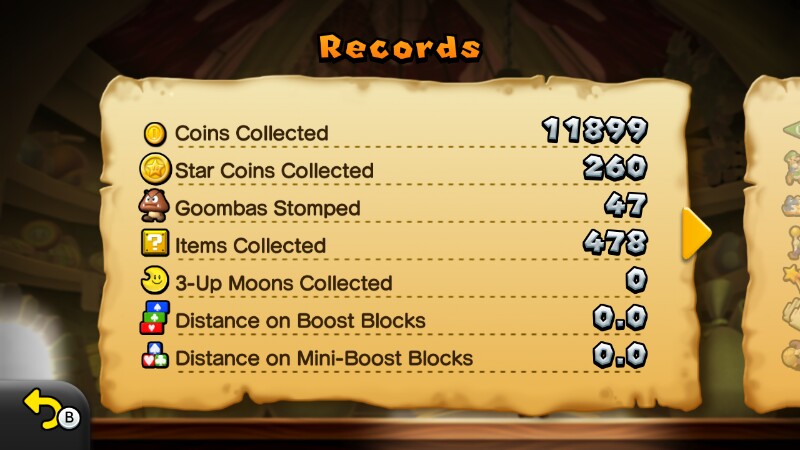 Records
Coins Collected 11899
Star Coins Collected 260
Goombas Stomped 47
Items Collected 478
3-Up Moons Collected 0
Distance on Boost Blocks 0.0
Distance on Mini-Boost Blocks 0.0
B